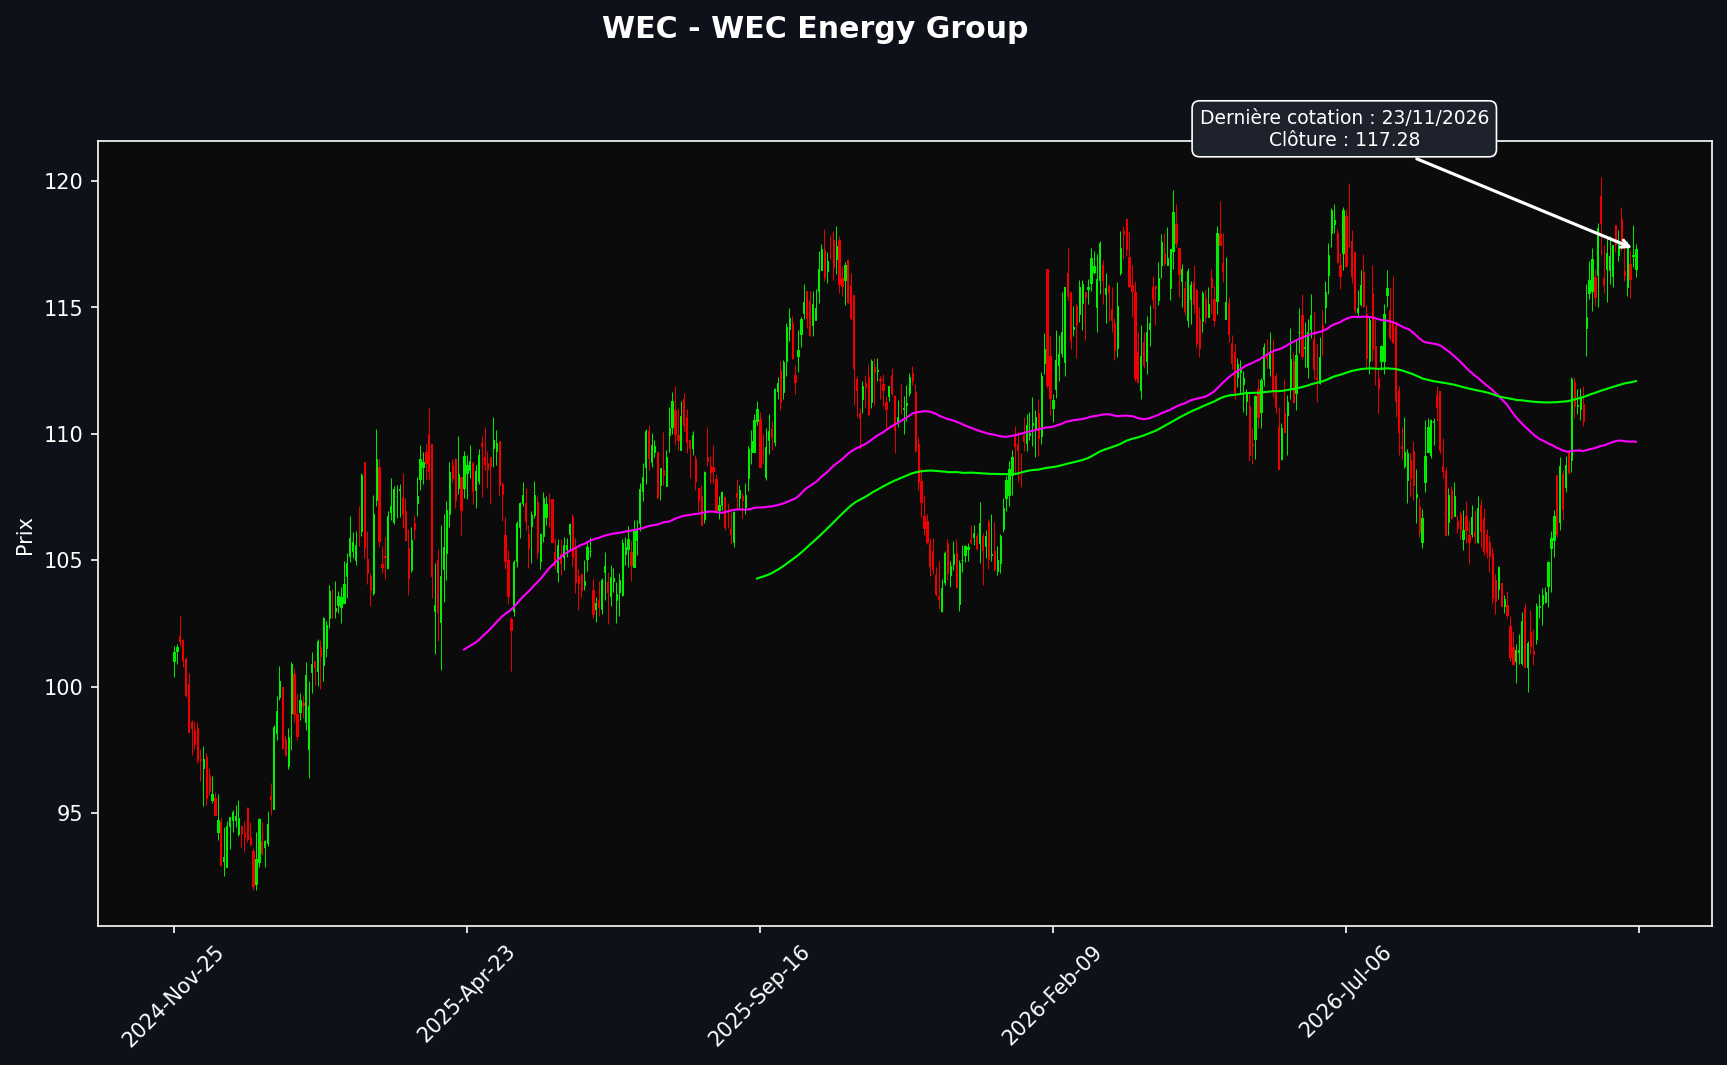 WEC - WEC Energy Group
Dernière cotation : 23/11/2026
Clôture : 117.28
Prix
120
115
110
105
100
95
2024-Nov-25
2025-Apr-23
2025-Sep-16
2026-Feb-09
2026-Jul-06